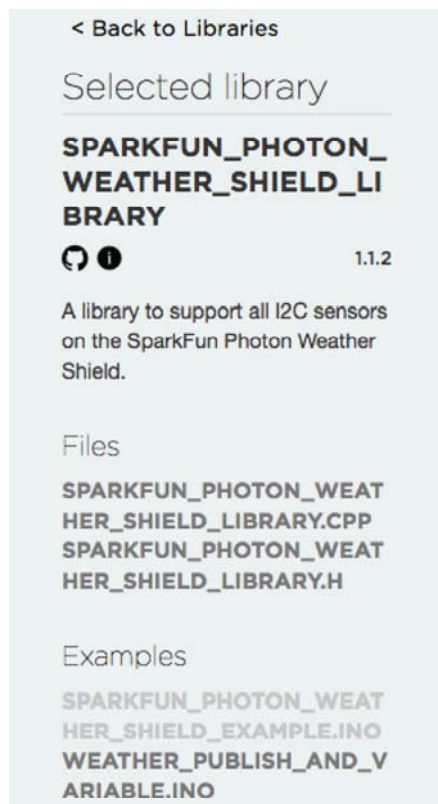 < Back to Libraries
Selected library
SPARKFUN_PHOTON_
WEATHER_SHIELD_LI
BRARY
1.1.2
A library to support all I2C sensors
on the SparkFun Photon Weather
Shield.
Files
SPARKFUN_PHOTON_WEAT
HER_SHIELD_LIBRARY.CPP
SPARKFUN_PHOTON_WEAT
HER_SHIELD_LIBRARY.H
Examples
SPARKFUN_PHOTON_WEAT
HER_SHIELD_EXAMPLE.INO
WEATHER_PUBLISH_AND_V
ARIABLE.INO